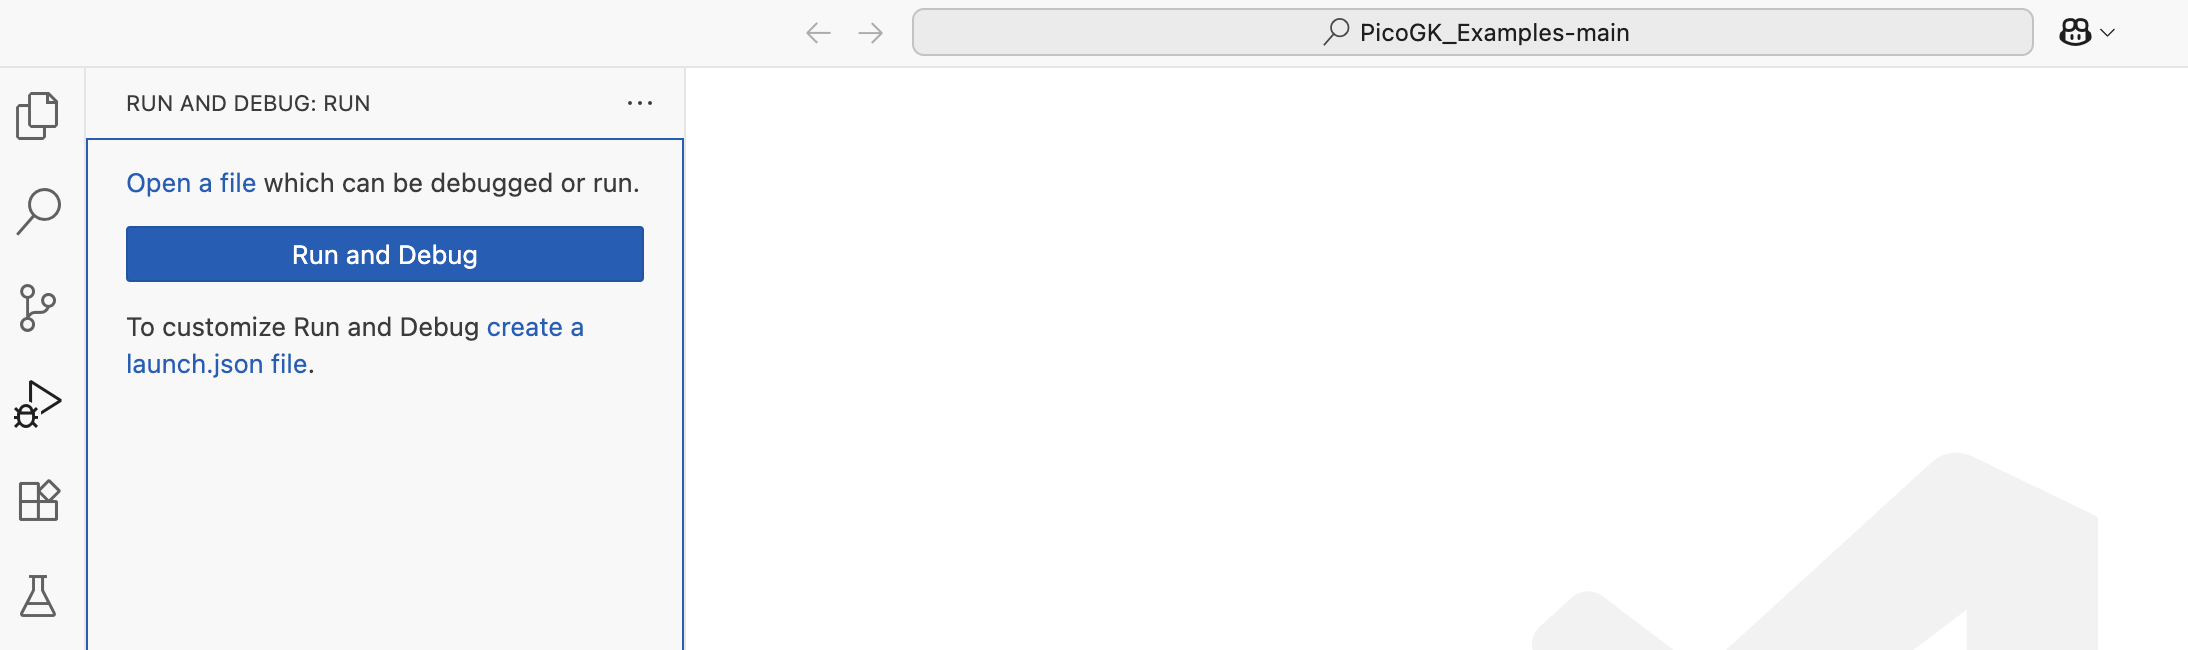 PicoGK_Examples-main
RUN AND DEBUG: RUN
Open a file which can be debugged or run.
Run and Debug
To customize Run and Debug create a
launch.json file.